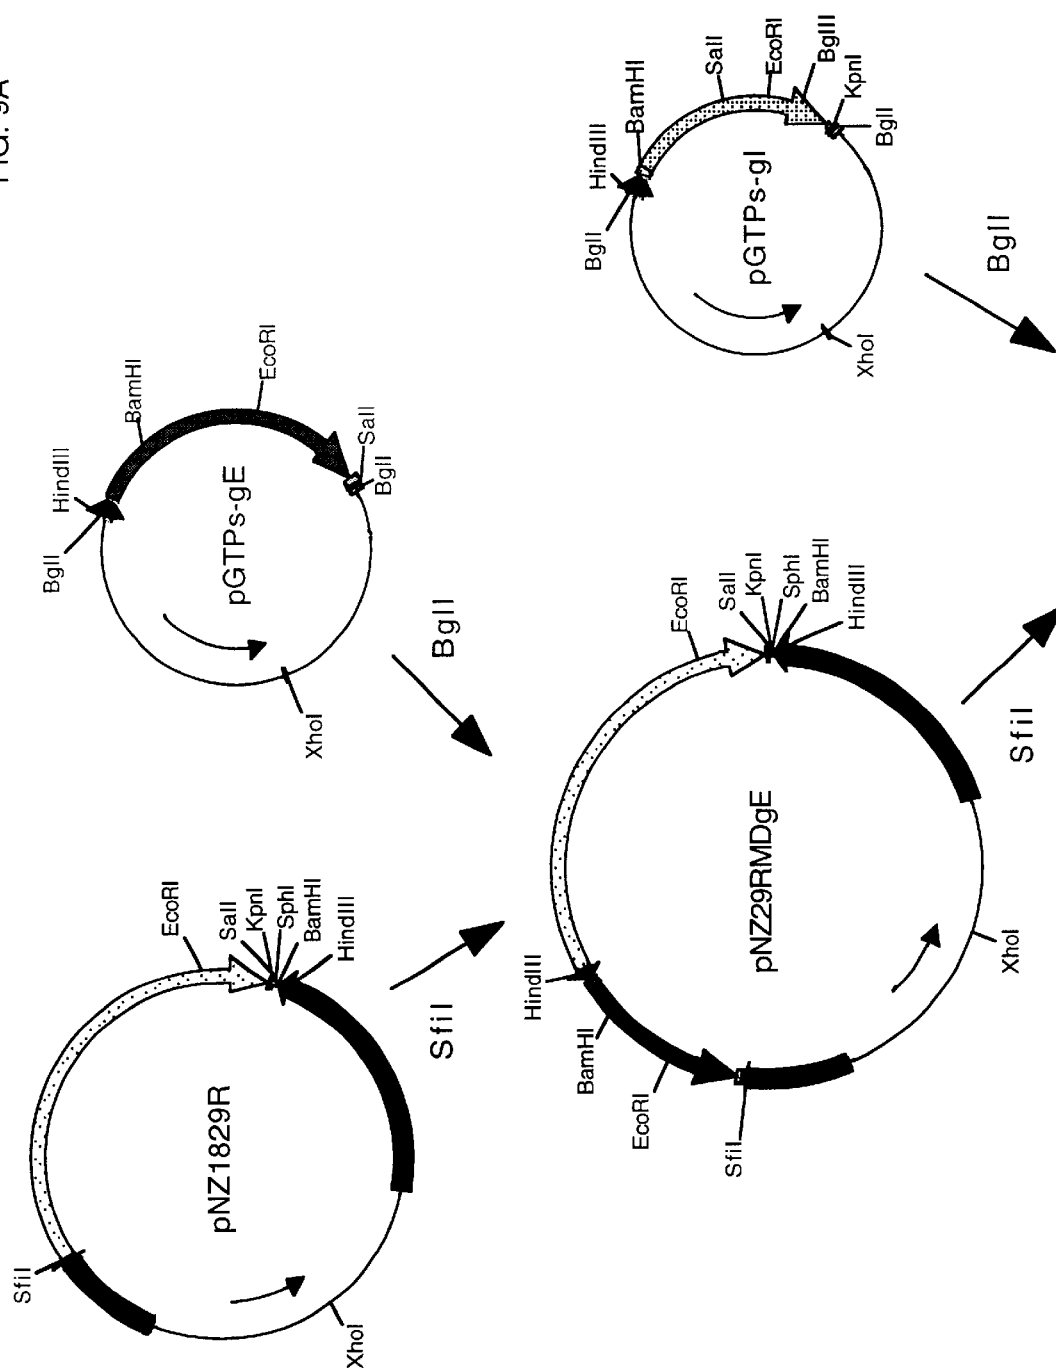 FIG. 9A
SfiI
EcoRI
SalI
KpnI
SphI
BamHI
HindIII
pNZ1829R
XhoI
SfiI
BglI
HindIII
BamHI
EcoRI
SalI
BglI
pGTPs-gE
XhoI
BglI
HindIII
BamHI
EcoRI
SfiI
EcoRI
SalI
KpnI
SphI
BamHI
HindIII
pNZ29RMDgE
XhoI
SfiI
BglI
HindIII
BamHI
SalI
EcoRI
BglII
KpnI
BglI
pGTPs-gI
XhoI
BglI